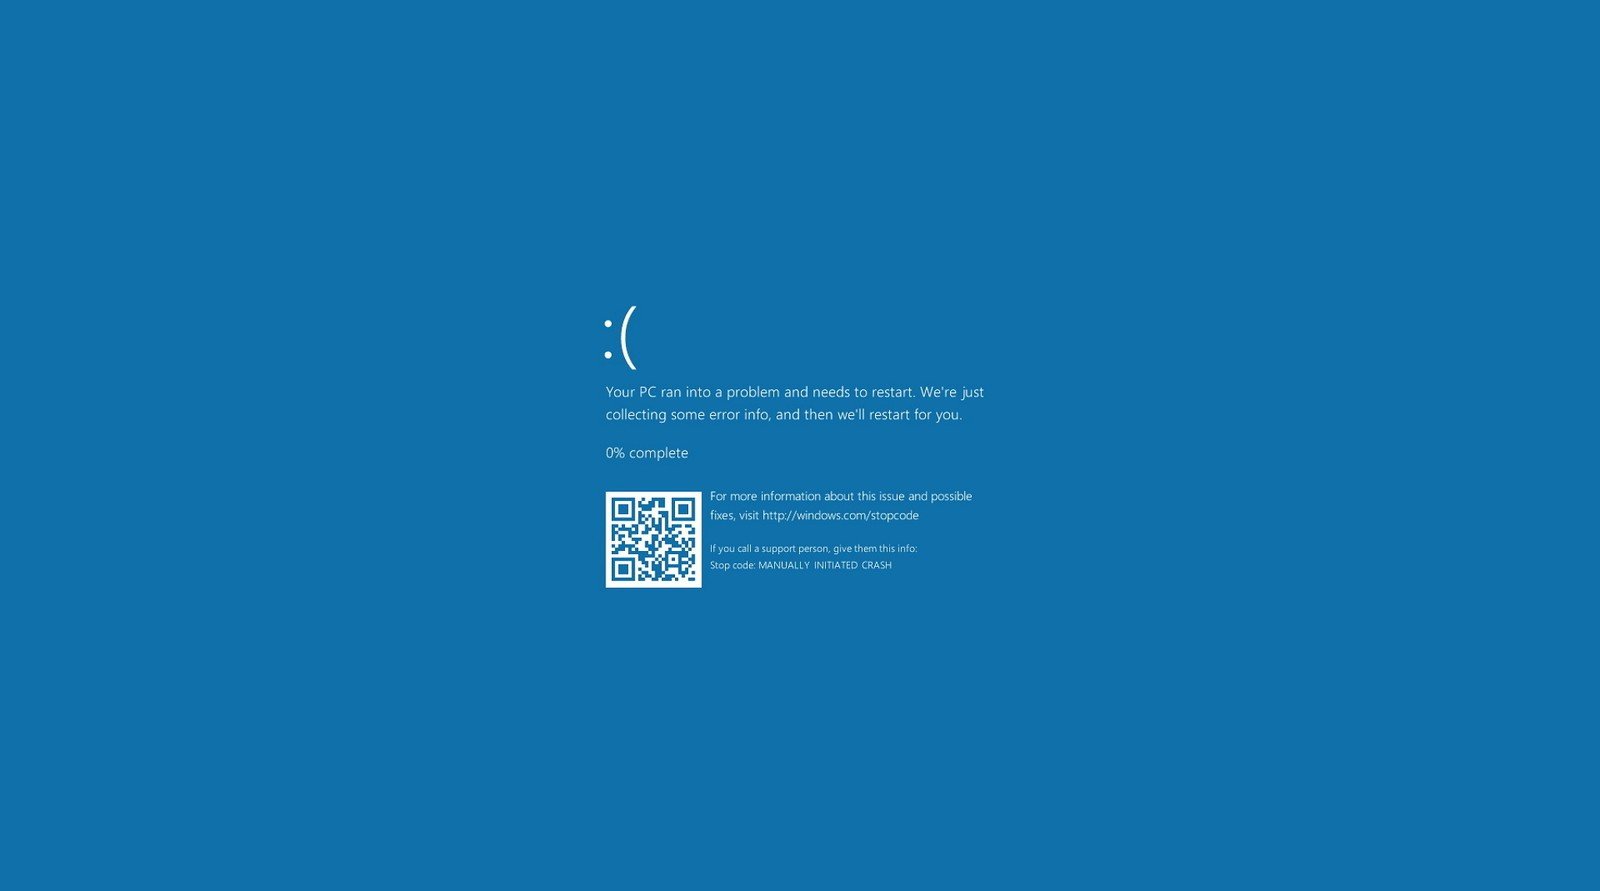 :(
Your PC ran into a problem and needs to restart. We're just
collecting some error info, and then we'll restart for you.
0% complete
For more information about this issue and possible
fixes, visit http://windows.com/stopcode
If you call a support person, give them this info:
Stop code: MANUALLY INITIATED CRASH